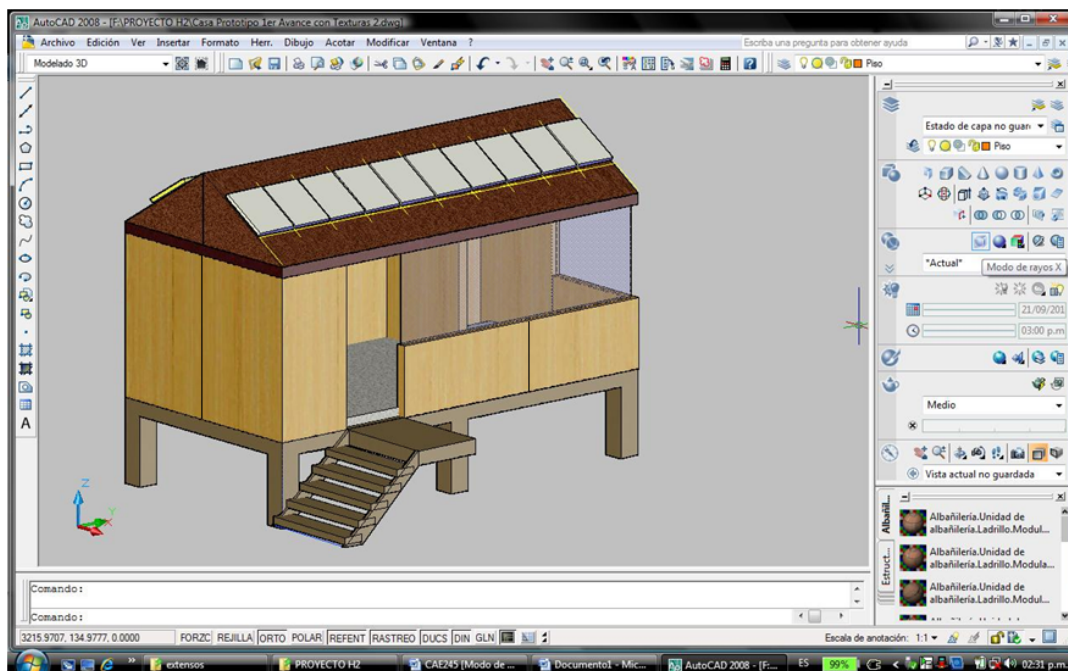 AutoCAD 2008 - [F:\PROYECTO H2\Casa Prototipo 1er Avance con Texturas 2.dwg]
Archivo Edición Ver Insertar Formato Herr. Dibujo Acotar Modificar Ventana ?
Escriba una pregunta para obtener ayuda
Modelado 3D
Piso
Estado de capa no guar
Piso
*Actual*
Modo de rayos X
21/09/201
03:00 p.m
Medio
Vista actual no guardada
Z
Y
X
A
Albañil...
Estruct...
Albañilería.Unidad de
albañilería.Ladrillo.Modul...
Albañilería.Unidad de
albañilería.Ladrillo.Modula...
Albañilería.Unidad de
albañilería.Ladrillo.Modul...
Comando:
Comando:
3215.9707, 134.9777, 0.0000 FORZC REJILLA ORTO POLAR REFENT RASTREO DUCS DIN GLN
Escala de anotación: 1:1
extensos PROYECTO H2 CAE245 [Modo de ... Documento1 - Mic... AutoCAD 2008 - [F:... ES 99% 02:31 p.m.